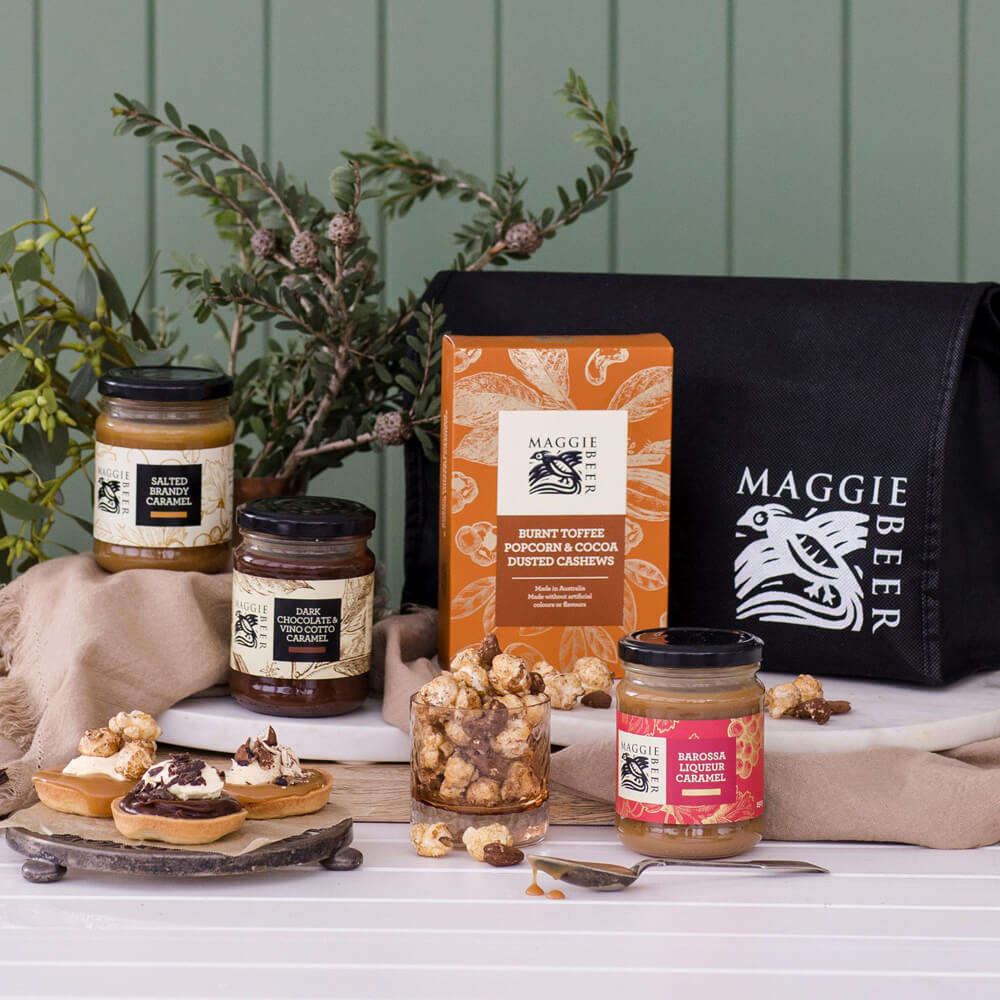 MAGGIE
BEER
SALTED
BRANDY
CARAMEL
MAGGIE
BEER
DARK
CHOCOLATE &
VINO COTTO
CARAMEL
MAGGIE
BEER
BURNT TOFFEE
POPCORN & COCOA
DUSTED CASHEWS
Made in Australia
Made without artificial
colours or flavours
MAGGIE
BEER
BAROSSA
LIQUEUR
CARAMEL
MAGGIE
BEER